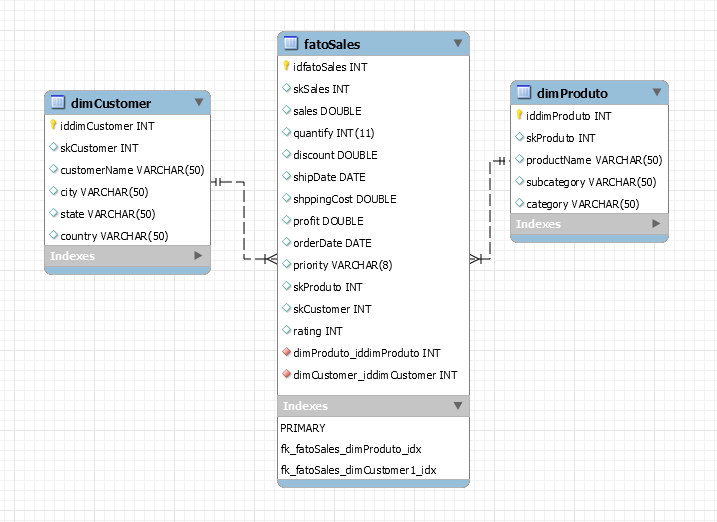 dimCustomer
iddimCustomer INT
skCustomer INT
customerName VARCHAR(50)
city VARCHAR(50)
state VARCHAR(50)
country VARCHAR(50)
Indexes
fatoSales
idfatoSales INT
skSales INT
sales DOUBLE
quantify INT(11)
discount DOUBLE
shipDate DATE
shppingCost DOUBLE
profit DOUBLE
orderDate DATE
priority VARCHAR(8)
skProduto INT
skCustomer INT
rating INT
dimProduto_iddimProduto INT
dimCustomer_iddimCustomer INT
Indexes
PRIMARY
fk_fatoSales_dimProduto_idx
fk_fatoSales_dimCustomer1_idx
dimProduto
iddimProduto INT
skProduto INT
productName VARCHAR(50)
subcategory VARCHAR(50)
category VARCHAR(50)
Indexes